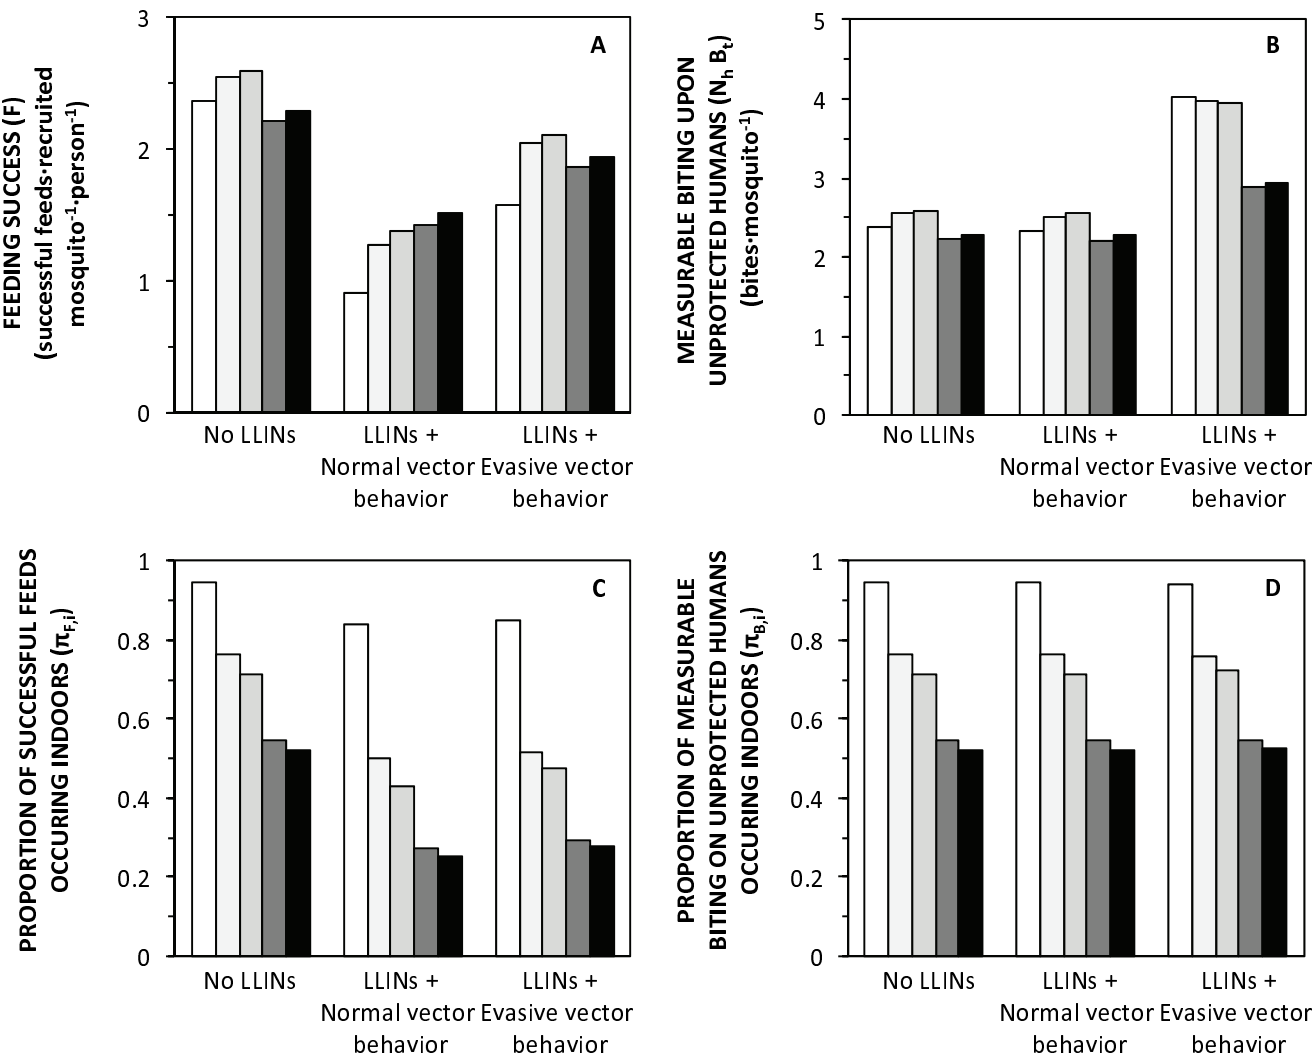 FEEDING SUCCESS (F)
(successful feeds·recruited
mosquito⁻¹·person⁻¹)
3
2
1
0
A
No LLINs
LLINs +
Normal vector
behavior
LLINs +
Evasive vector
behavior
MEASURABLE BITING UPON
UNPROTECTED HUMANS (Nh Bt)
(bites·mosquito⁻¹)
5
4
3
2
1
0
B
No LLINs
LLINs +
Normal vector
behavior
LLINs +
Evasive vector
behavior
PROPORTION OF SUCCESSFUL FEEDS
OCCURING INDOORS (πF,i)
1
0.8
0.6
0.4
0.2
0
C
No LLINs
LLINs +
Normal vector
behavior
LLINs +
Evasive vector
behavior
PROPORTION OF MEASURABLE
BITING ON UNPROTECTED HUMANS
OCCURING INDOORS (πB,i)
1
0.8
0.6
0.4
0.2
0
D
No LLINs
LLINs +
Normal vector
behavior
LLINs +
Evasive vector
behavior